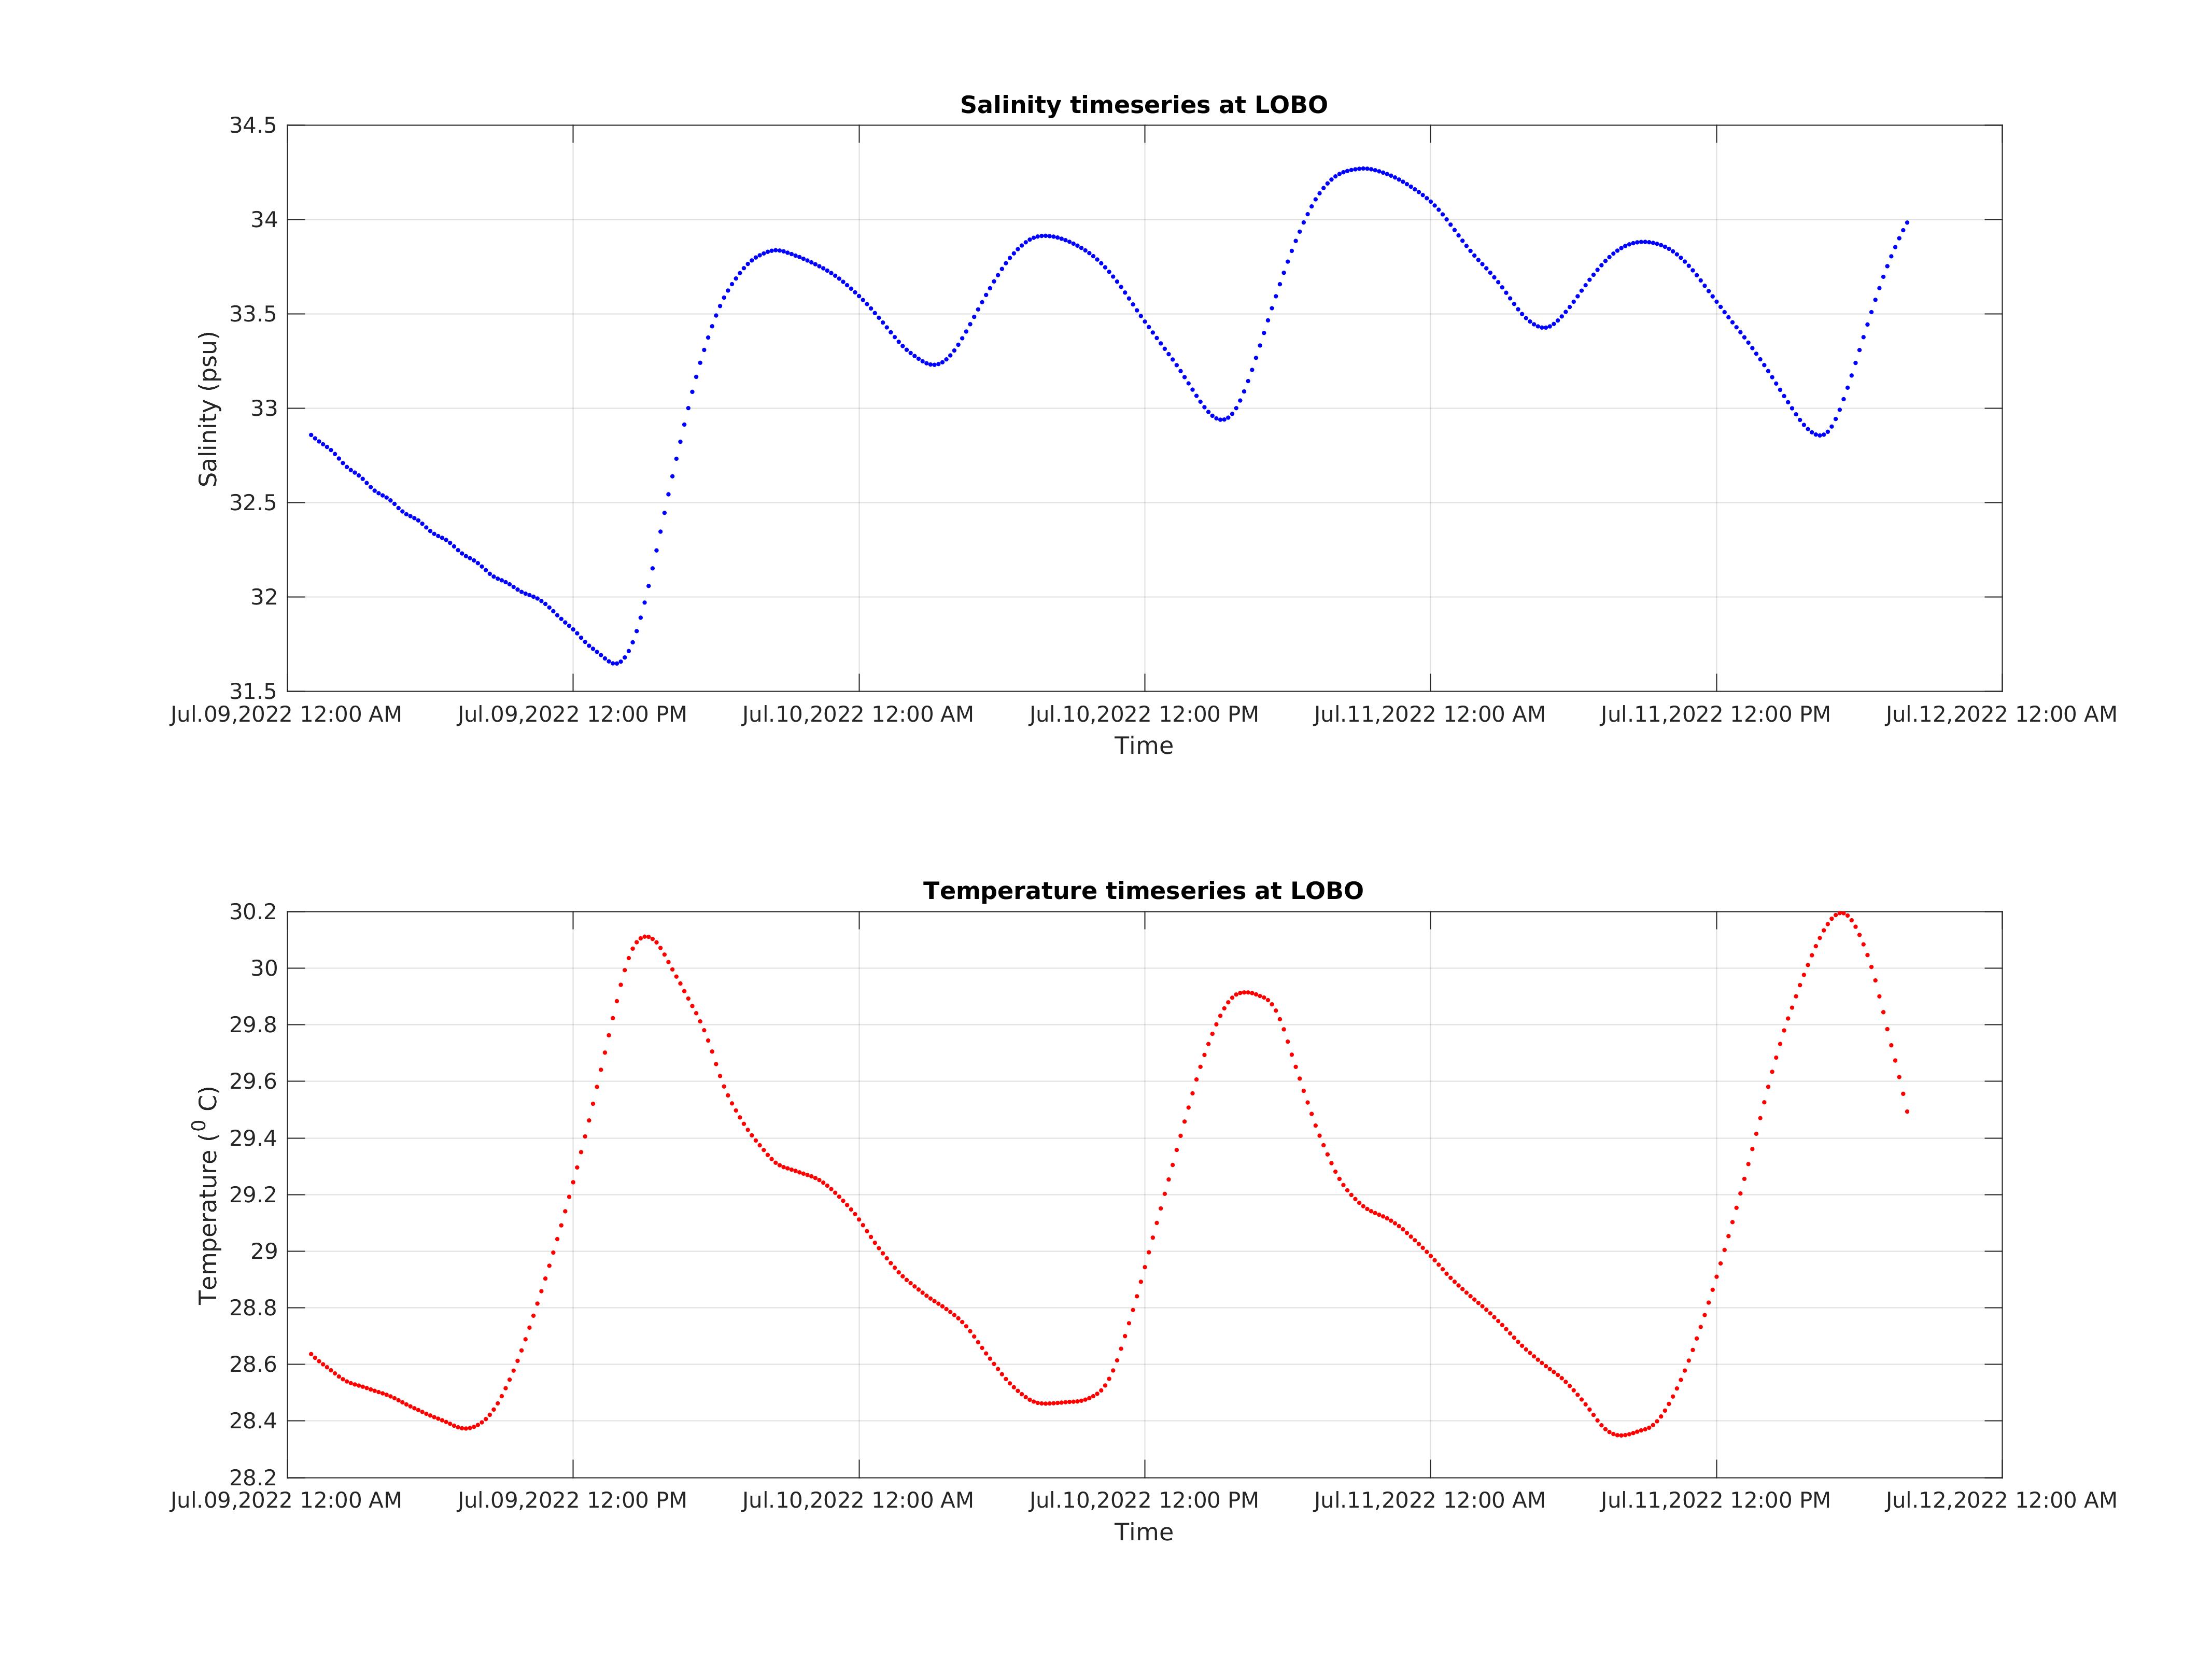 Salinity timeseries at LOBO
34.5
34
33.5
33
32.5
32
31.5
Salinity (psu)
Jul.09,2022 12:00 AM Jul.09,2022 12:00 PM Jul.10,2022 12:00 AM Jul.10,2022 12:00 PM Jul.11,2022 12:00 AM Jul.11,2022 12:00 PM Jul.12,2022 12:00 AM
Time
Temperature timeseries at LOBO
30.2
30
29.8
29.6
29.4
29.2
29
28.8
28.6
28.4
28.2
Temperature (⁰ C)
Jul.09,2022 12:00 AM Jul.09,2022 12:00 PM Jul.10,2022 12:00 AM Jul.10,2022 12:00 PM Jul.11,2022 12:00 AM Jul.11,2022 12:00 PM Jul.12,2022 12:00 AM
Time